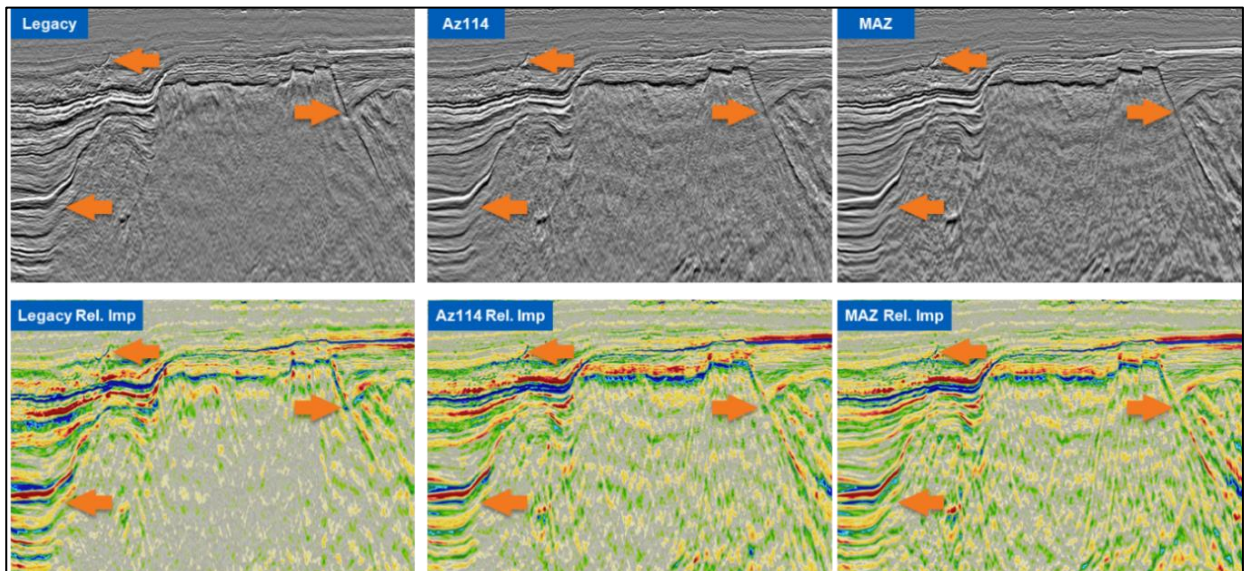 Legacy
Az114
MAZ
Legacy Rel. Imp
Az114 Rel. Imp
MAZ Rel. Imp